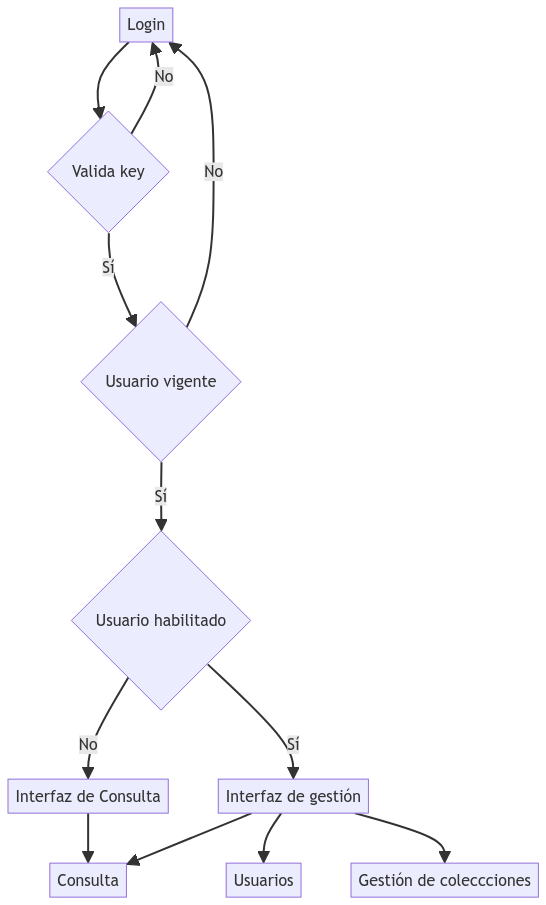 Login
No
Valida key
No
Sí
Usuario vigente
Sí
Usuario habilitado
No
Sí
Interfaz de Consulta
Interfaz de gestión
Consulta
Usuarios
Gestión de coleccciones